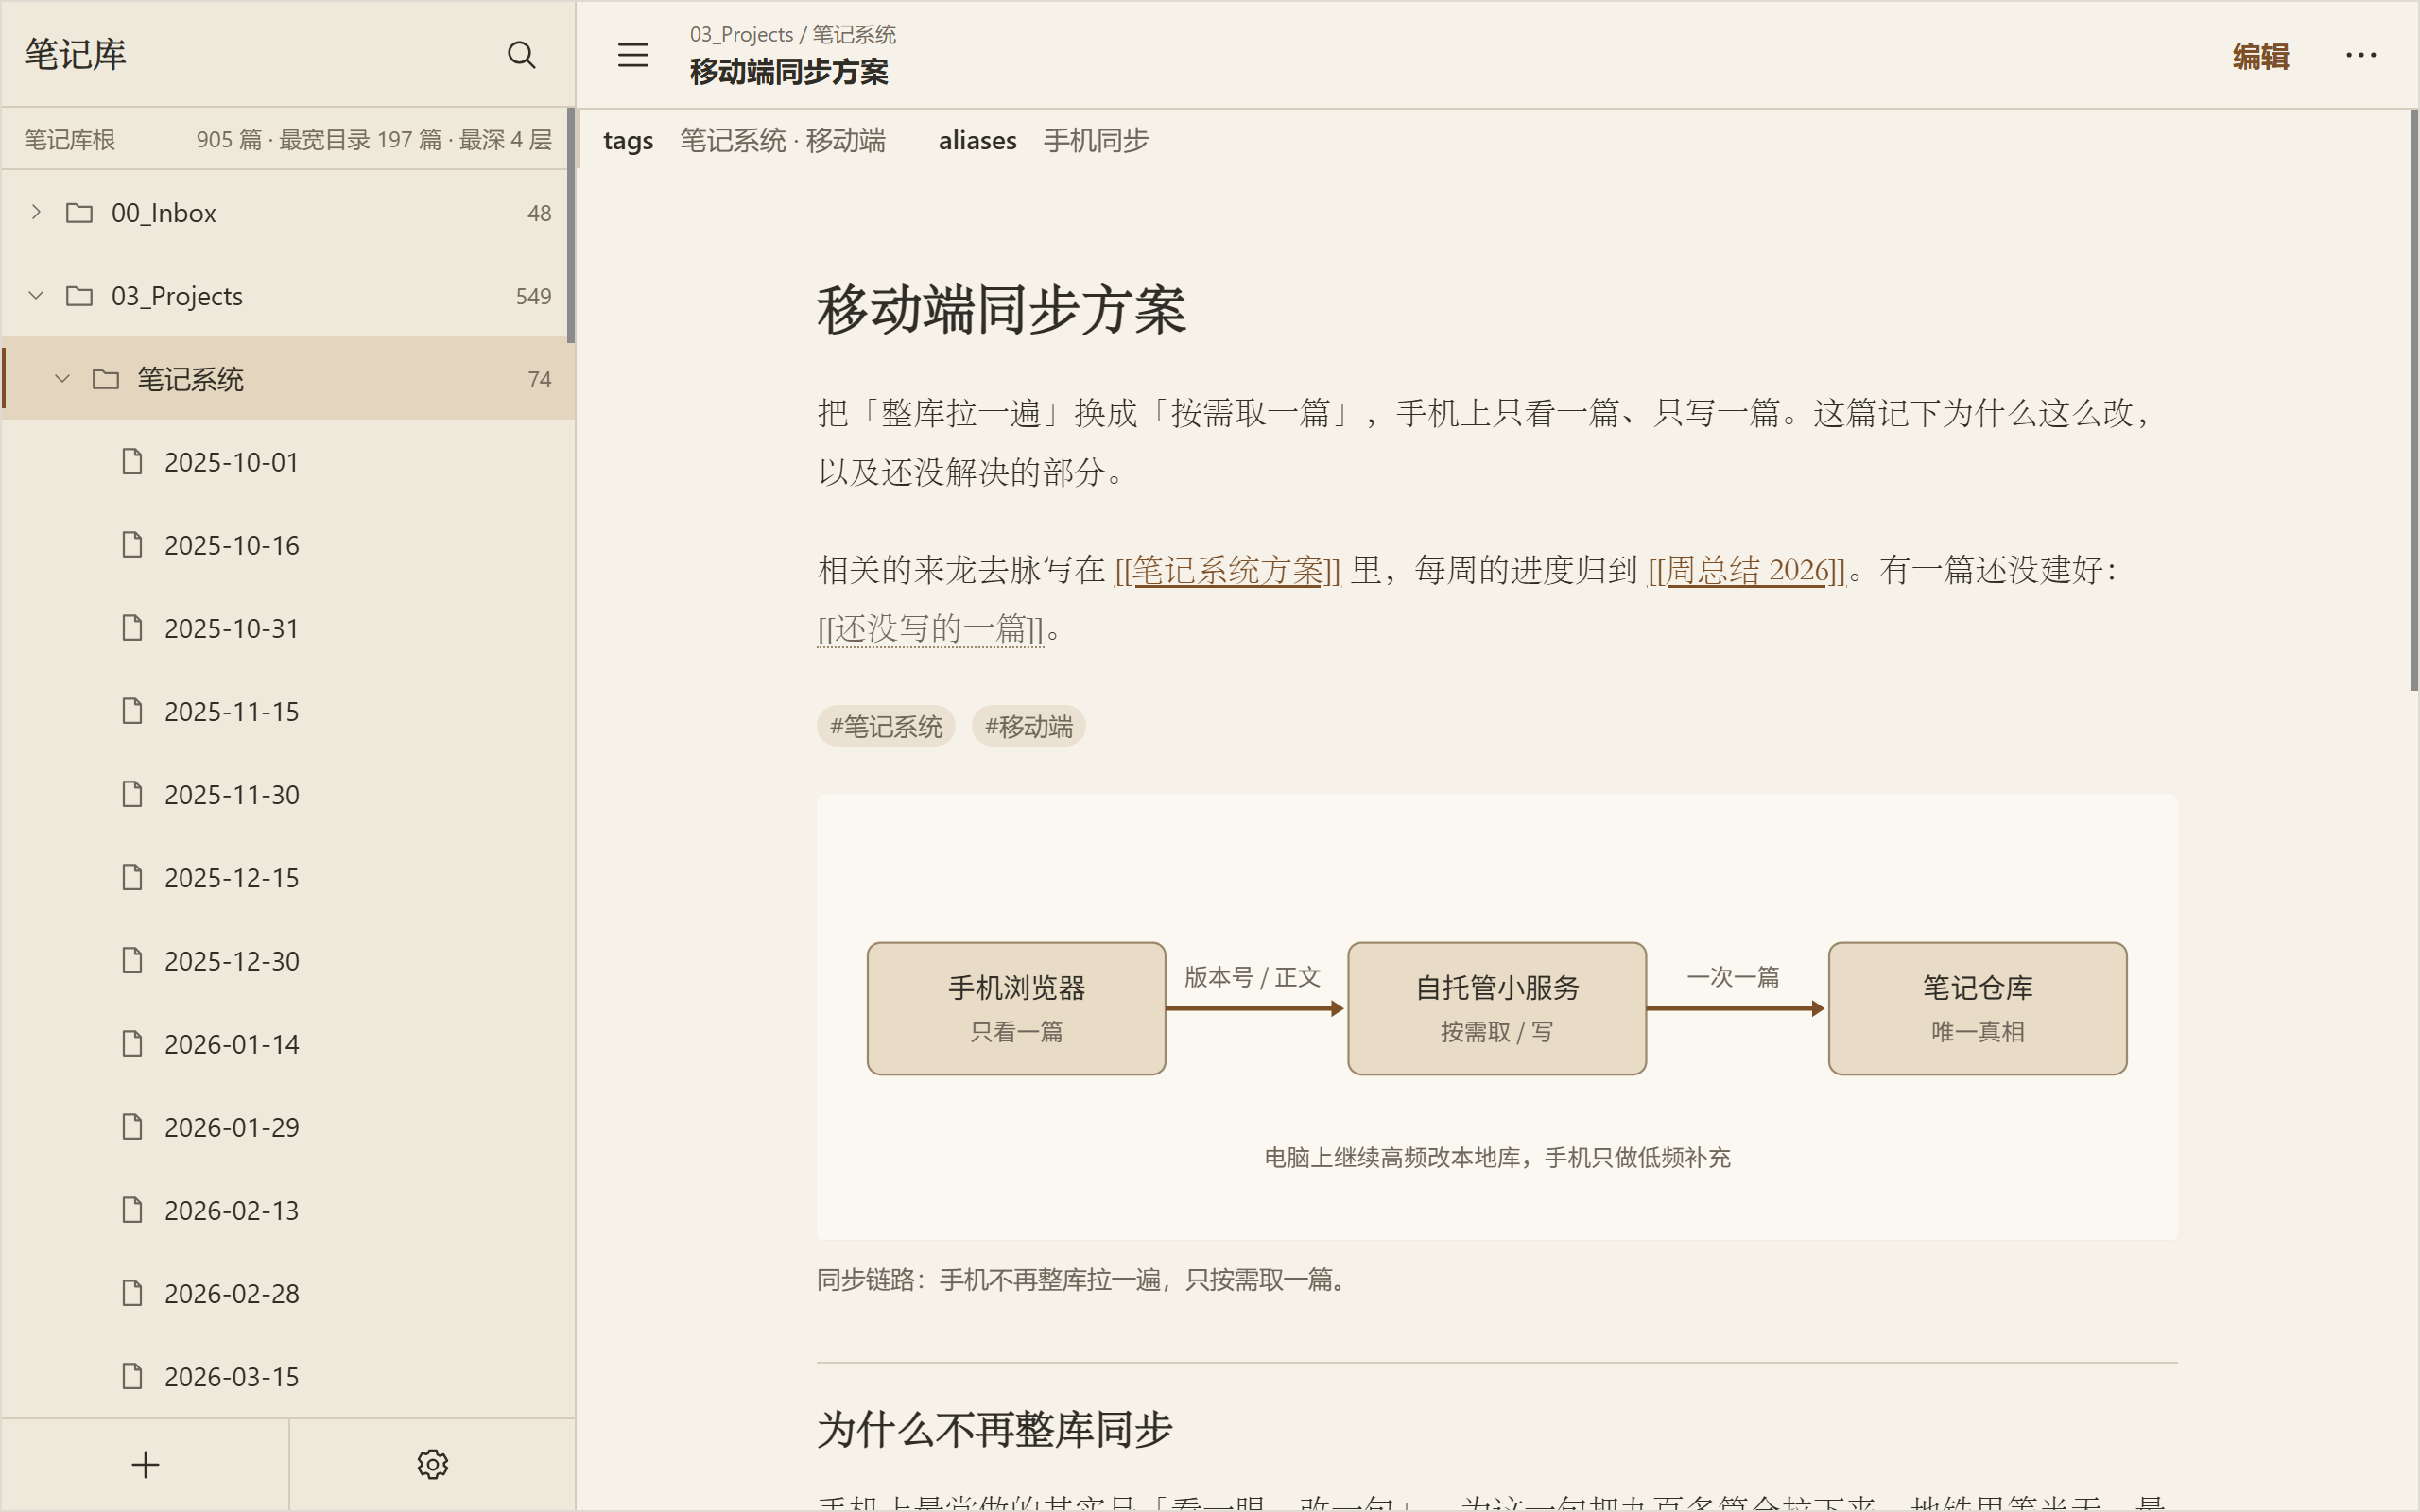 笔记库
笔记库根
905 篇 · 最宽目录 197 篇 · 最深 4 层
00_Inbox 48
03_Projects 549
笔记系统 74
2025-10-01
2025-10-16
2025-10-31
2025-11-15
2025-11-30
2025-12-15
2025-12-30
2026-01-14
2026-01-29
2026-02-13
2026-02-28
2026-03-15
03_Projects / 笔记系统
移动端同步方案
编辑
tags 笔记系统 · 移动端 aliases 手机同步
移动端同步方案
把「整库拉一遍」换成「按需取一篇」，手机上只看一篇、只写一篇。这篇记下为什么这么改，
以及还没解决的部分。
相关的来龙去脉写在 [[笔记系统方案]] 里，每周的进度归到 [[周总结 2026]]。有一篇还没建好：
[[还没写的一篇]]。
#笔记系统 #移动端
手机浏览器
只看一篇
版本号 / 正文
自托管小服务
按需取 / 写
一次一篇
笔记仓库
唯一真相
电脑上继续高频改本地库，手机只做低频补充
同步链路：手机不再整库拉一遍，只按需取一篇。
为什么不再整库同步